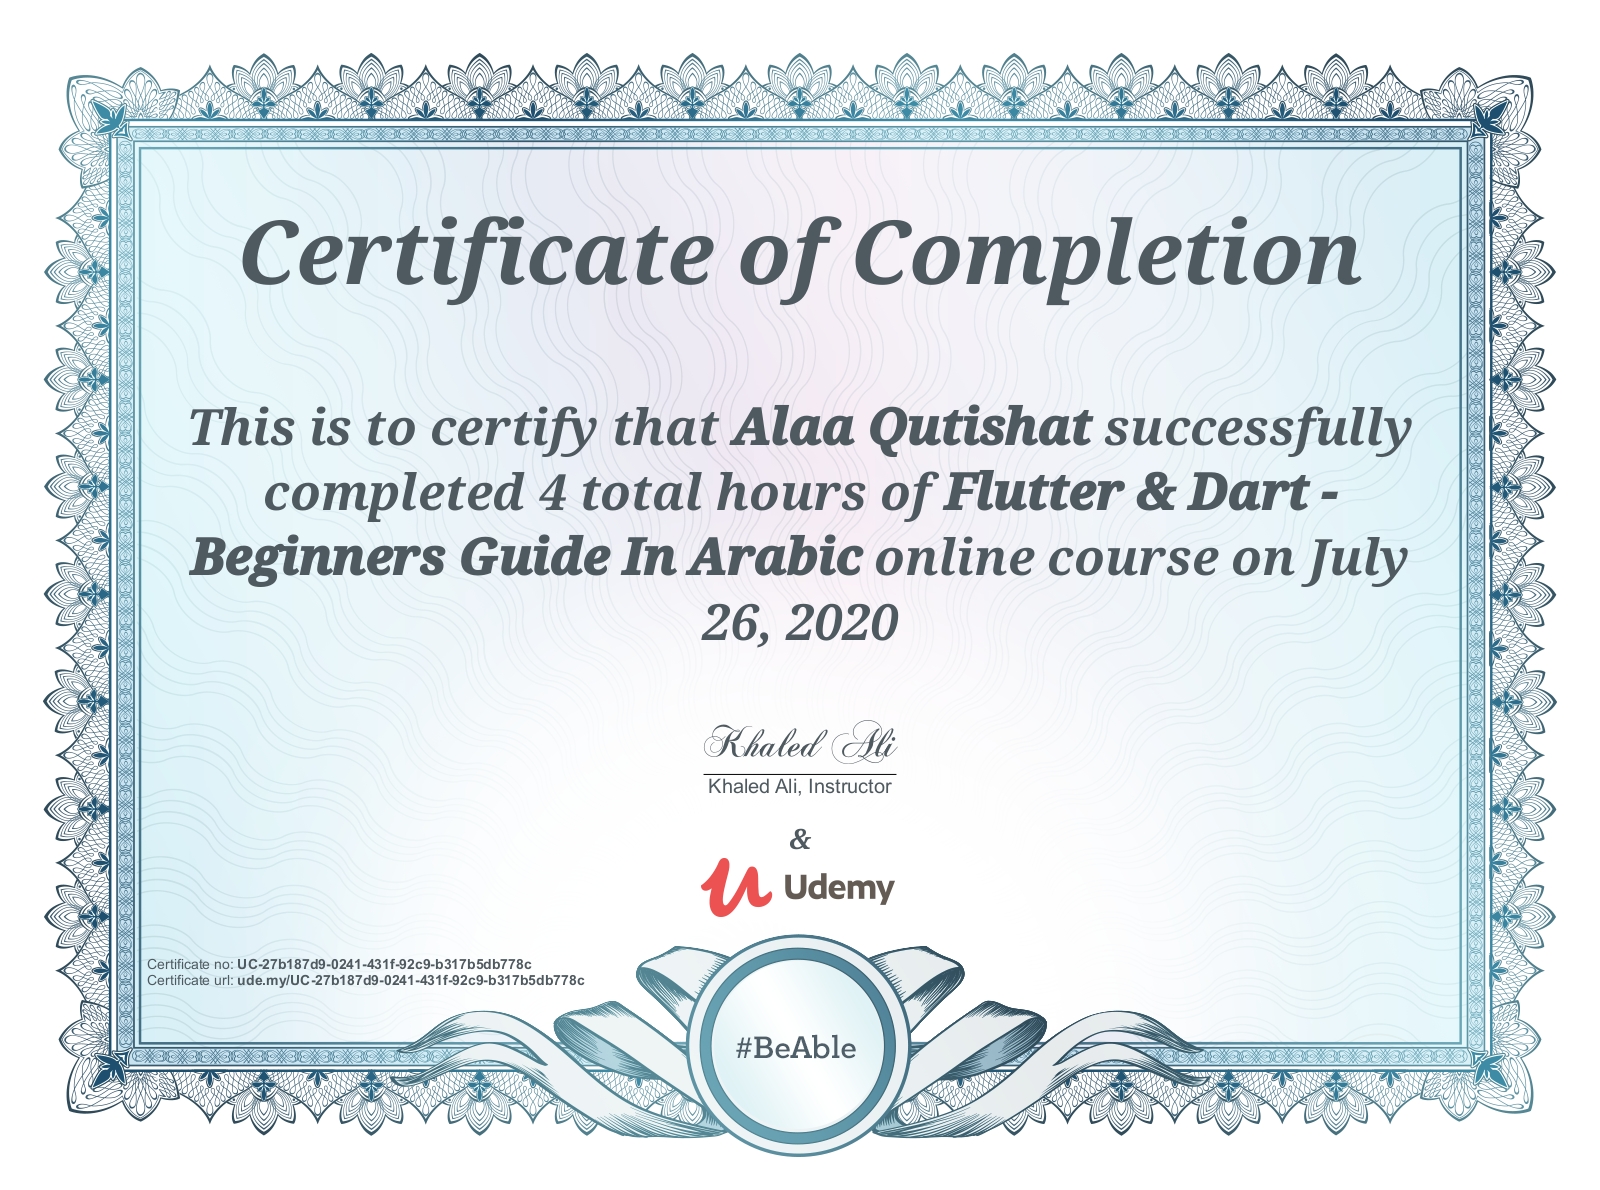 Certificate of Completion
This is to certify that Alaa Qutishat successfully
completed 4 total hours of Flutter & Dart -
Beginners Guide In Arabic online course on July
26, 2020
Khaled Ali
Khaled Ali, Instructor
&
Udemy
Certificate no: UC-27b187d9-0241-431f-92c9-b317b5db778c
Certificate url: ude.my/UC-27b187d9-0241-431f-92c9-b317b5db778c
#BeAble